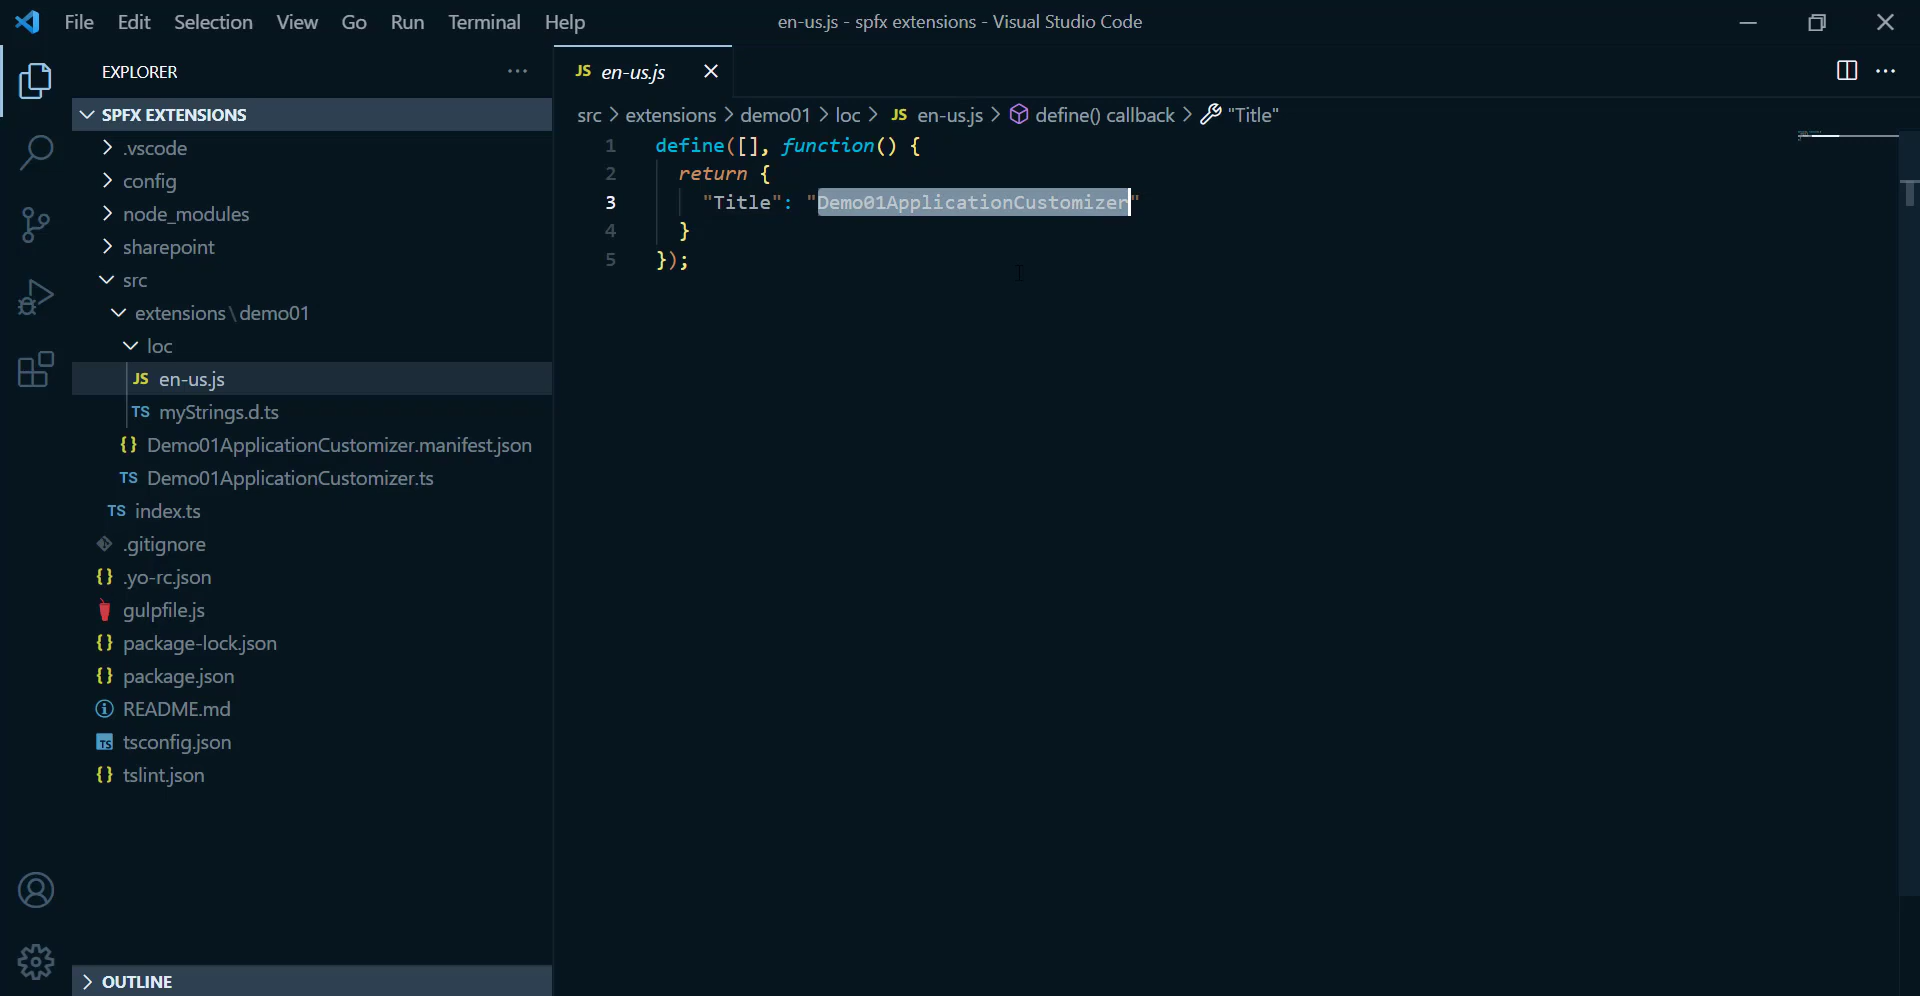 File Edit Selection View Go Run Terminal Help
en-us.js - spfx extensions - Visual Studio Code
EXPLORER
SPFX EXTENSIONS
.vscode
config
node_modules
sharepoint
src
extensions\demo01
loc
JS en-us.js
TS myStrings.d.ts
{} Demo01ApplicationCustomizer.manifest.json
TS Demo01ApplicationCustomizer.ts
TS index.ts
.gitignore
{} .yo-rc.json
gulpfile.js
{} package-lock.json
{} package.json
README.md
TS tsconfig.json
{} tslint.json
OUTLINE
JS en-us.js
src > extensions > demo01 > loc > JS en-us.js > define() callback > "Title"
1 define([], function() {
2 return {
3 "Title": "Demo01ApplicationCustomizer"
4 }
5 });